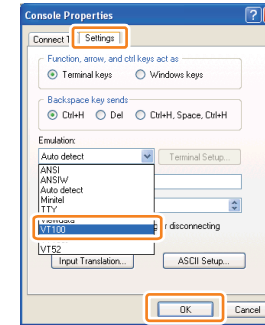 Console Properties
Connect T Settings
Function, arrow, and ctrl keys act as
Terminal keys Windows keys
Backspace key sends
Ctrl+H Del Ctrl+H, Space, Ctrl+H
Emulation:
Auto detect Terminal Setup...
ANSI
ANSIW
Auto detect
Minitel
TTY
Viewdata
VT100 r disconnecting
VT52
Input Translation... ASCII Setup...
OK Cancel